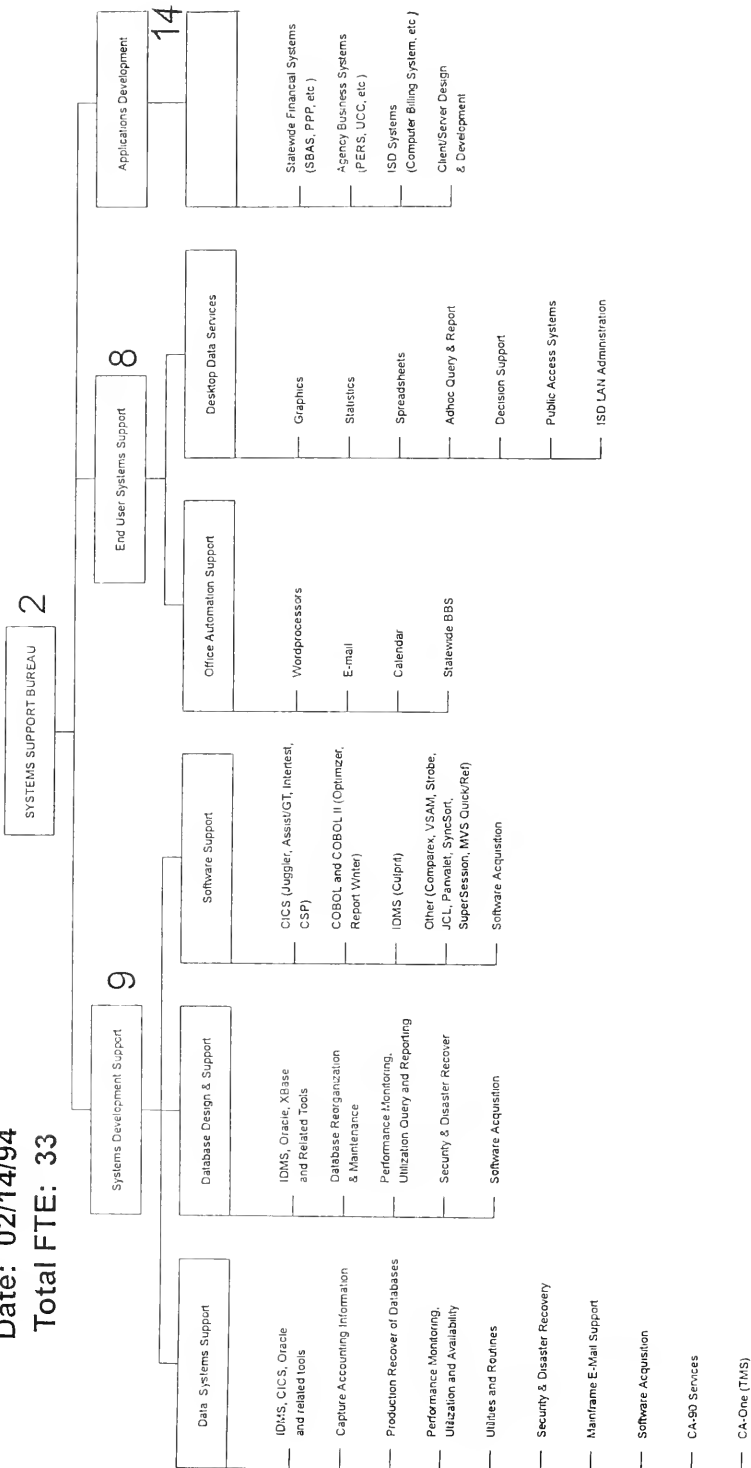 Date: 02/14/94
Total FTE: 33
SYSTEMS SUPPORT BUREAU
2
Systems Development Support
9
End User Systems Support
8
Applications Development
14
Data Systems Support
IDMS, CICS, Oracle
and related tools
Capture Accounting Information
Production Recover of Databases
Performance Monitoring,
Utilization and Availability
Utilities and Routines
Security & Disaster Recovery
Mainframe E-Mail Support
Software Acquisition
CA-90 Services
CA-One (TMS)
Database Design & Support
IDMS, Oracle, XBase
and Related Tools
Database Reorganization
& Maintenance
Performance Monitoring,
Utilization Query and Reporting
Security & Disaster Recover
Software Acquisition
Software Support
CICS (Juggler, Assist/GT, Intertest,
CSP)
COBOL and COBOL II (Optimizer,
Report Writer)
IDMS (Culprit)
Other (Comparex, VSAM, Strobe,
JCL, Panvalet, SyncSort,
SuperSession, MVS Quick/Ref)
Software Acquisition
Office Automation Support
Wordprocessors
E-mail
Calendar
Statewide BBS
Desktop Data Services
Graphics
Statistics
Spreadsheets
Adhoc Query & Report
Decision Support
Public Access Systems
ISD LAN Administration
Statewide Financial Systems
(SBAS, PPP, etc )
Agency Business Systems
(PERS, UCC, etc )
ISD Systems
(Computer Billing System, etc )
Client/Server Design
& Development